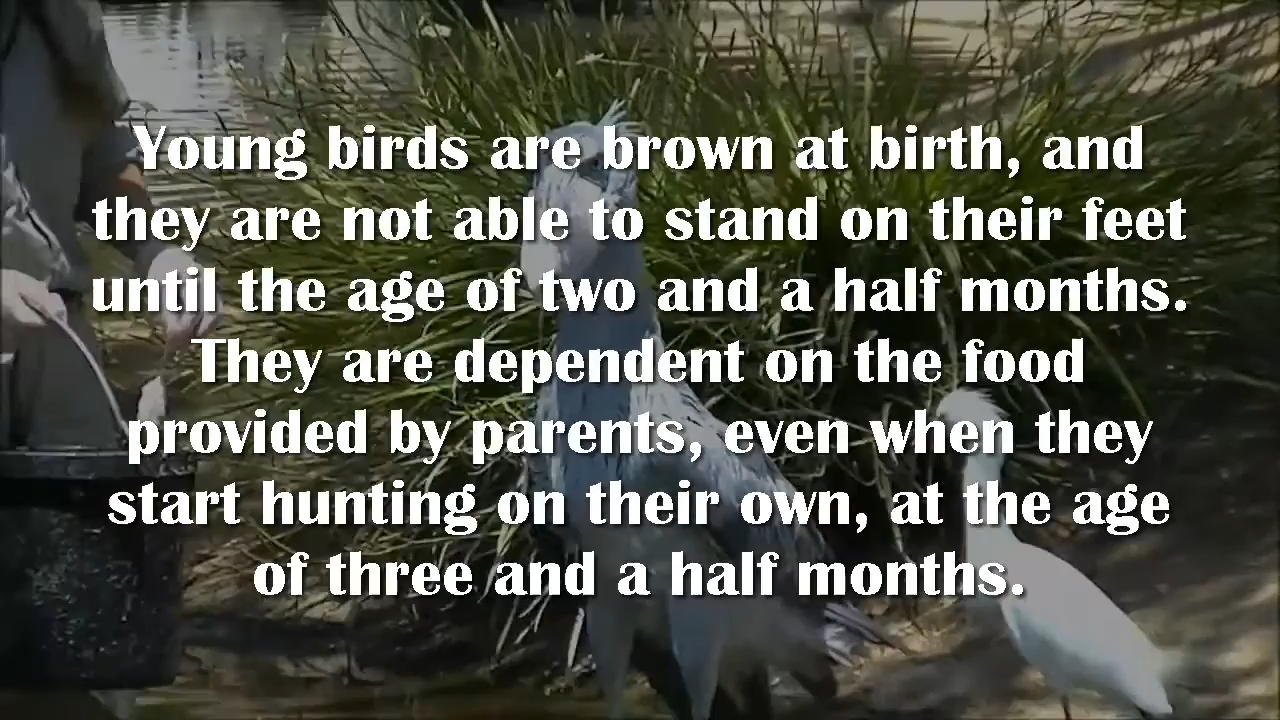 Young birds are brown at birth, and
they are not able to stand on their feet
until the age of two and a half months.
They are dependent on the food
provided by parents, even when they
start hunting on their own, at the age
of three and a half months.